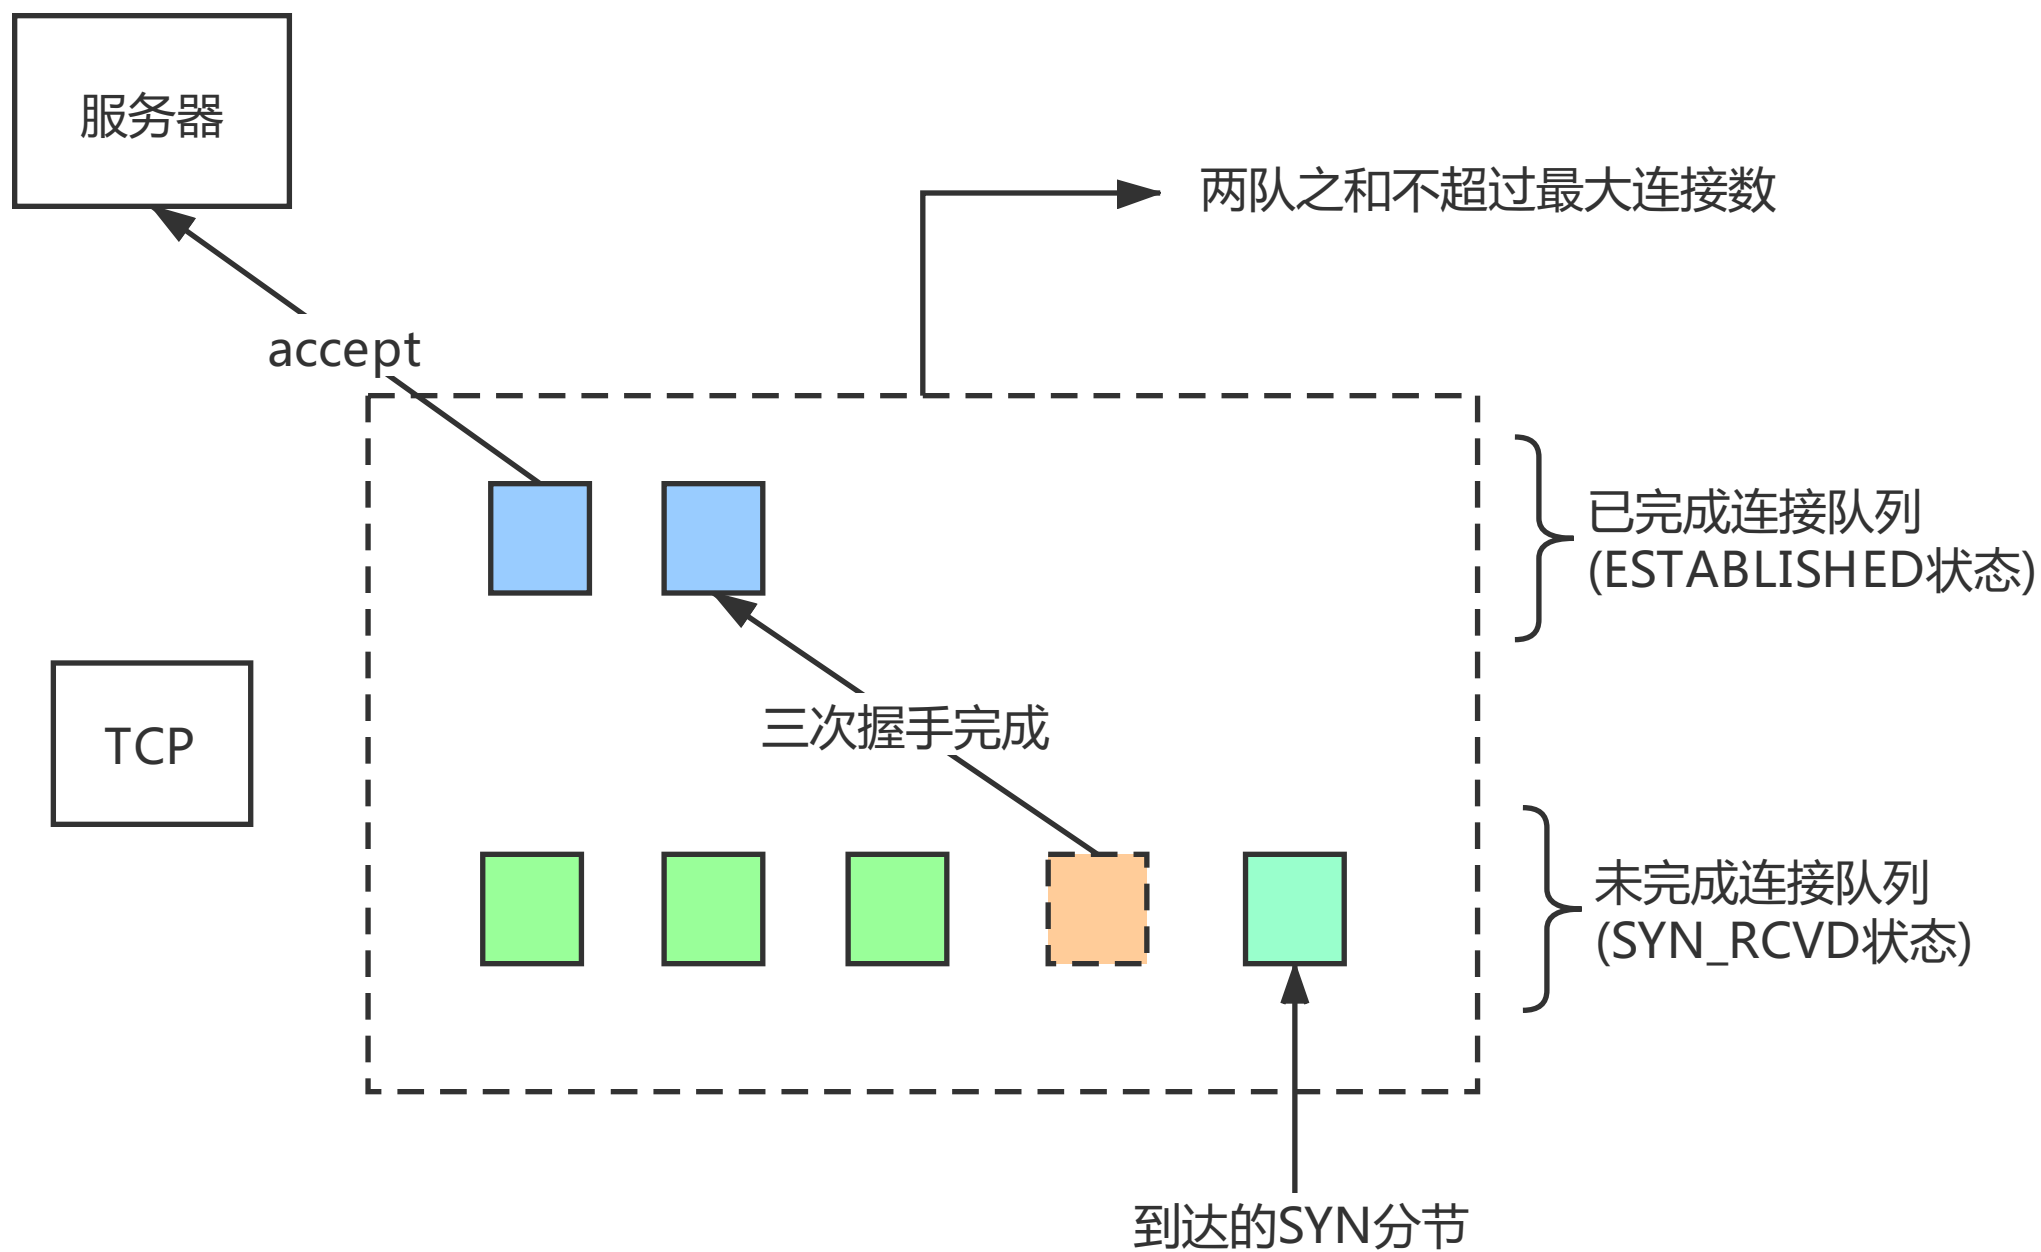 服务器
两队之和不超过最大连接数
accept
已完成连接队列
(ESTABLISHED状态)
三次握手完成
TCP
未完成连接队列
(SYN_RCVD状态)
到达的SYN分节